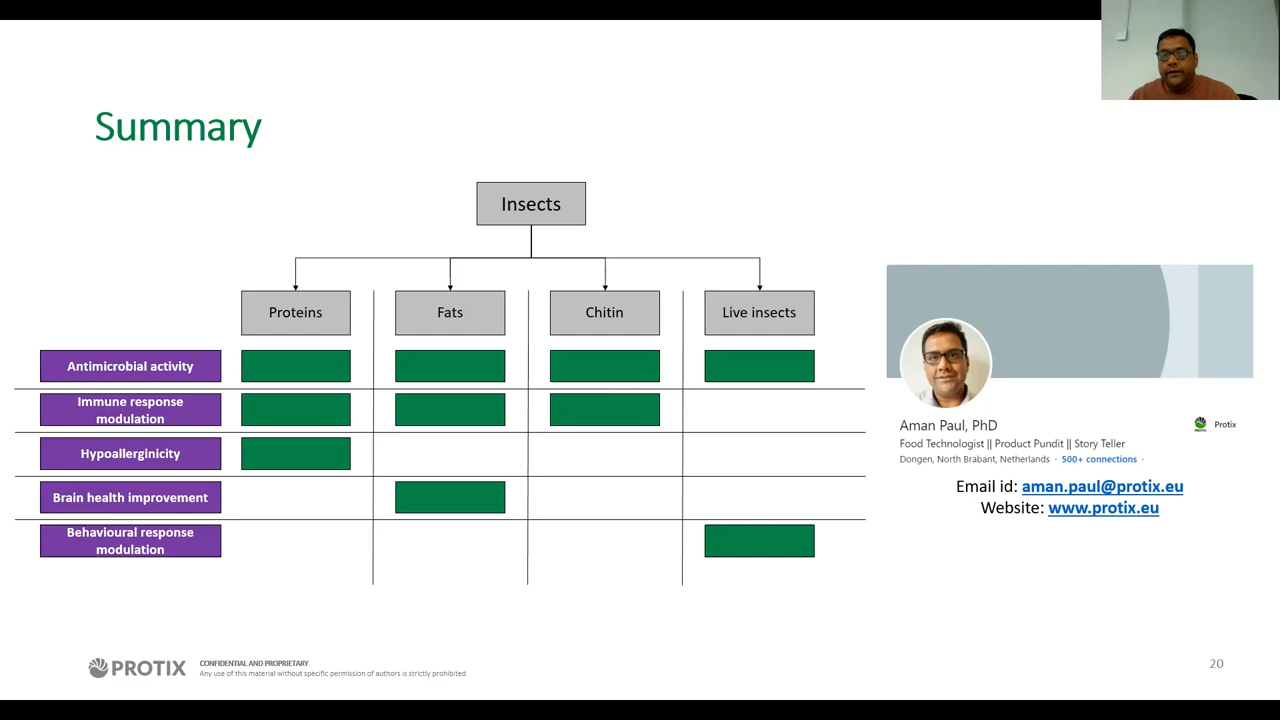 Summary
Insects
Proteins
Fats
Chitin
Live insects
Antimicrobial activity
Immune response
modulation
Hypoallerginicity
Brain health improvement
Behavioural response
modulation
Aman Paul, PhD
Protix
Food Technologist || Product Pundit || Story Teller
Dongen, North Brabant, Netherlands · 500+ connections ·
Email id: aman.paul@protix.eu
Website: www.protix.eu
PROTIX
CONFIDENTIAL AND PROPRIETARY
Any use of this material without specific permission of authors is strictly prohibited
20